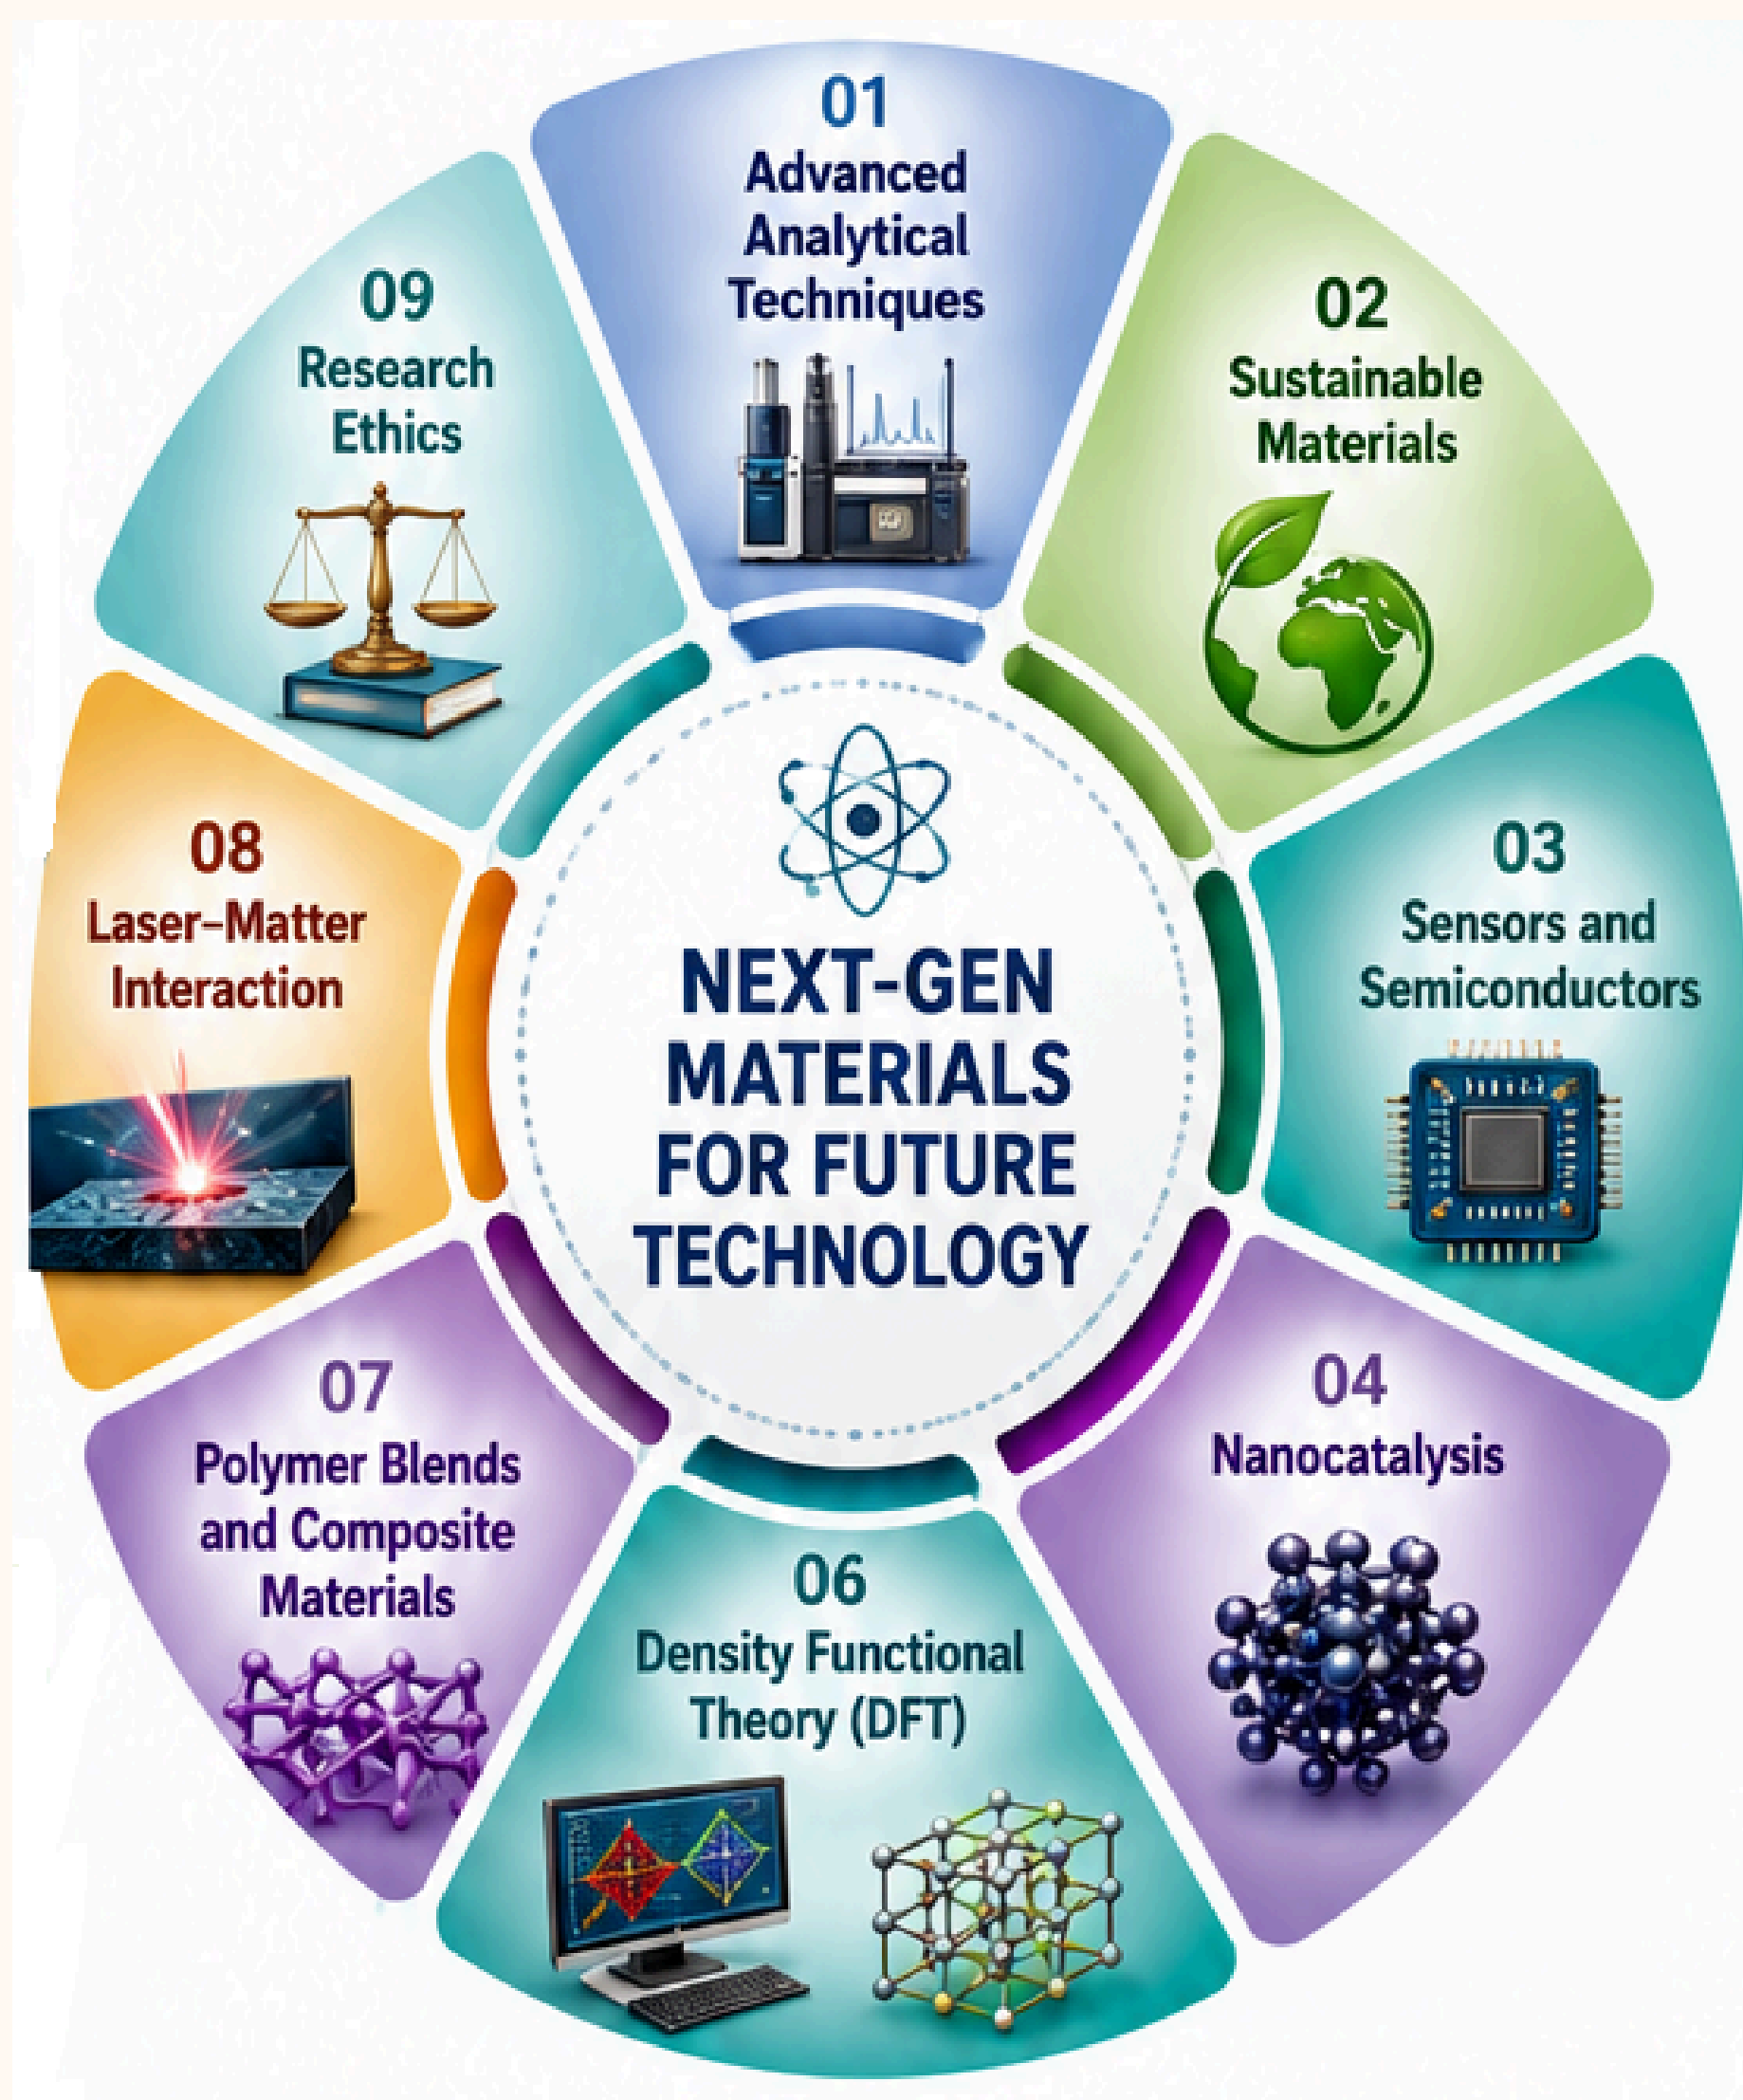 01
Advanced
Analytical
Techniques
02
Sustainable
Materials
03
Sensors and
Semiconductors
04
Nanocatalysis
06
Density Functional
Theory (DFT)
07
Polymer Blends
and Composite
Materials
08
Laser–Matter
Interaction
09
Research
Ethics
NEXT-GEN
MATERIALS
FOR FUTURE
TECHNOLOGY